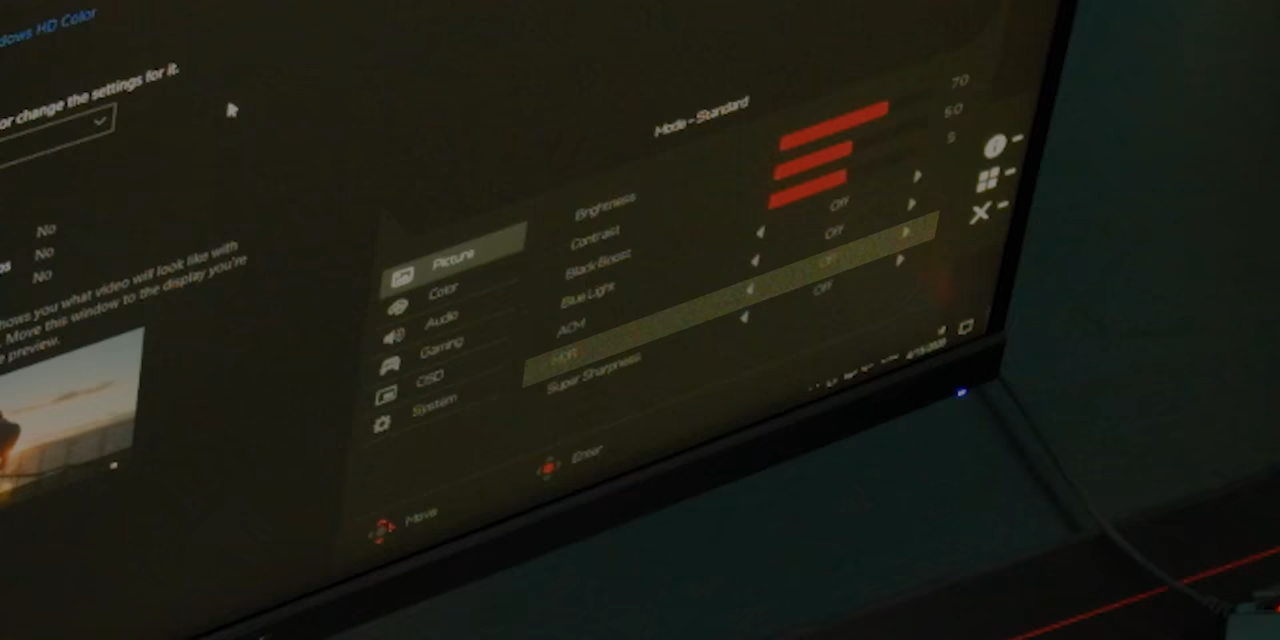 dows HD Color
or change the settings for it.
No
No
No
hows you what video will look like with
. Move this window to the display you're
e preview.
Mode - Standard
Picture
Color
Audio
Gaming
OSD
System
Brightness 70
Contrast 50
Black Boost 5
Blue Light Off
ACM Off
HDR Off
Super Sharpness Off
Move
Enter